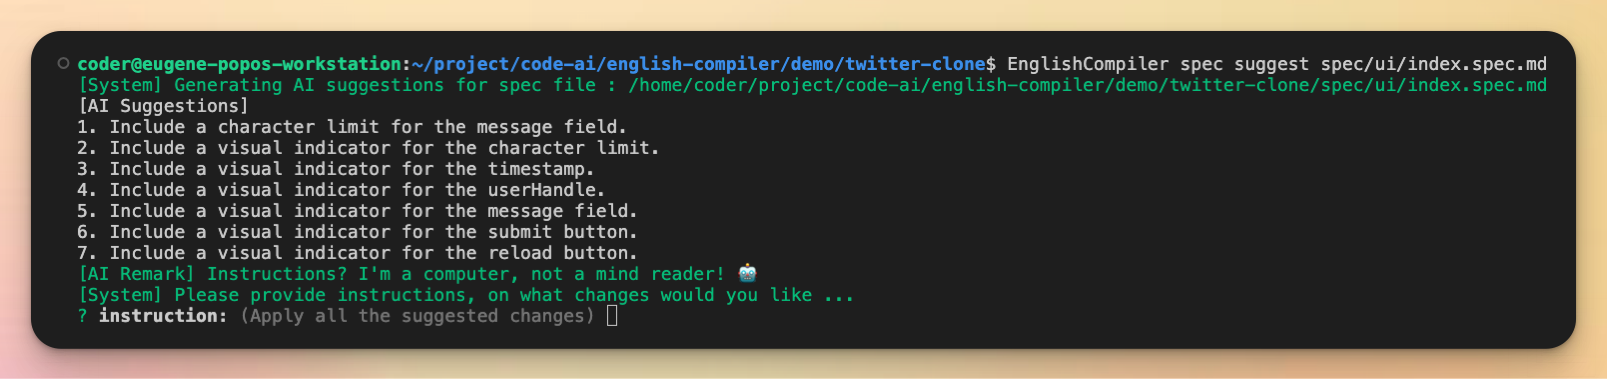 coder@eugene-popos-workstation:~/project/code-ai/english-compiler/demo/twitter-clone$ EnglishCompiler spec suggest spec/ui/index.spec.md
[System] Generating AI suggestions for spec file : /home/coder/project/code-ai/english-compiler/demo/twitter-clone/spec/ui/index.spec.md
[AI Suggestions]
1. Include a character limit for the message field.
2. Include a visual indicator for the character limit.
3. Include a visual indicator for the timestamp.
4. Include a visual indicator for the userHandle.
5. Include a visual indicator for the message field.
6. Include a visual indicator for the submit button.
7. Include a visual indicator for the reload button.
[AI Remark] Instructions? I'm a computer, not a mind reader! 🤖
[System] Please provide instructions, on what changes would you like ...
? instruction: (Apply all the suggested changes)